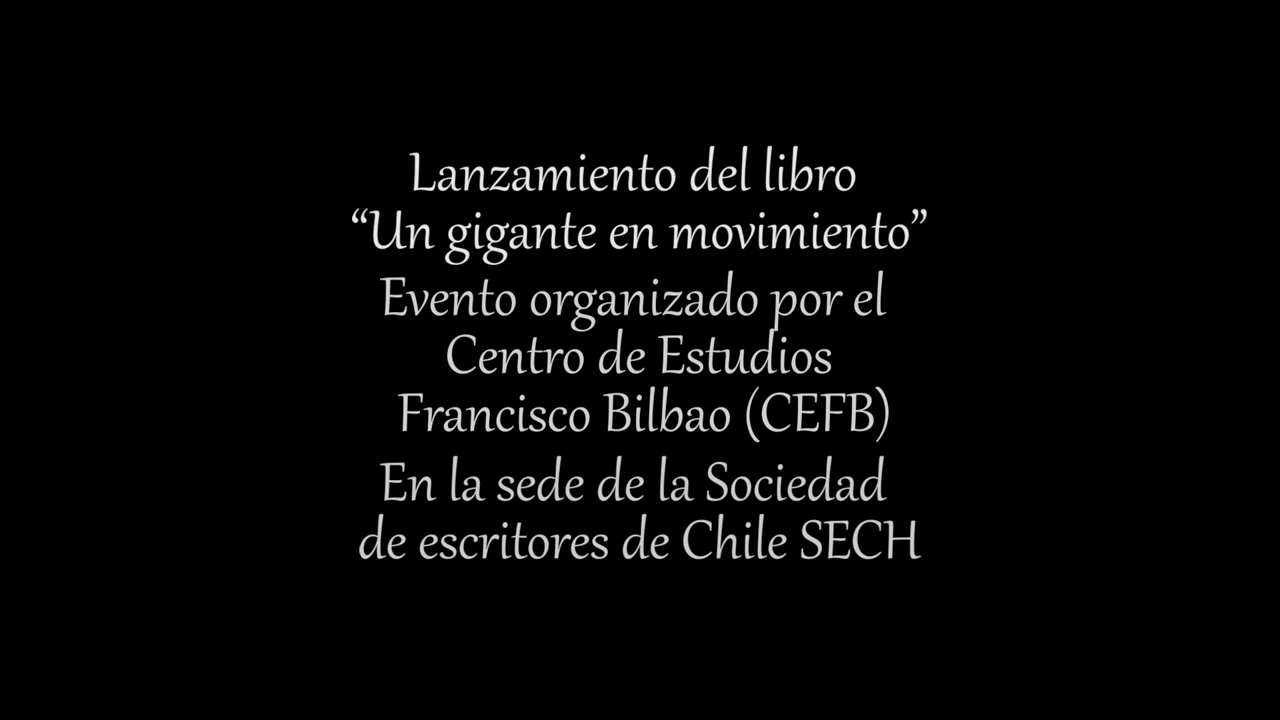 Lanzamiento del libro
“Un gigante en movimiento”
Evento organizado por el
Centro de Estudios
Francisco Bilbao (CEFB)
En la sede de la Sociedad
de escritores de Chile SECH